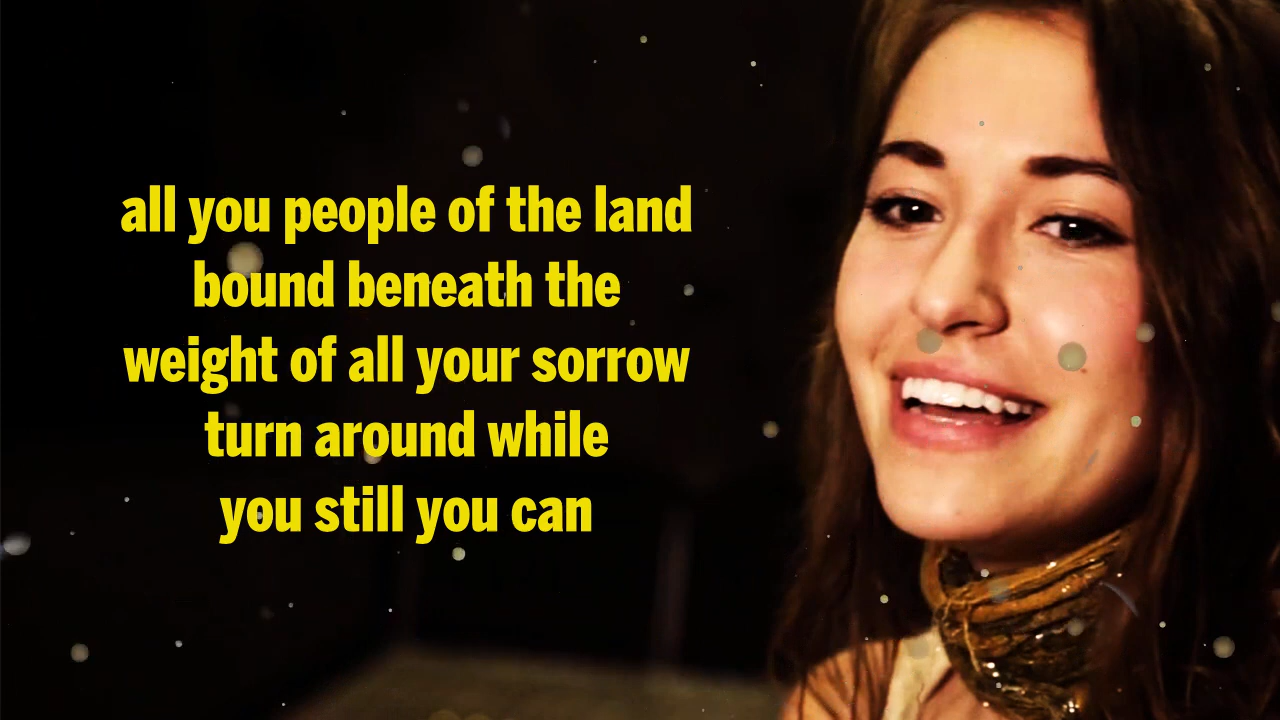 all you people of the land
bound beneath the
weight of all your sorrow
turn around while
you still you can